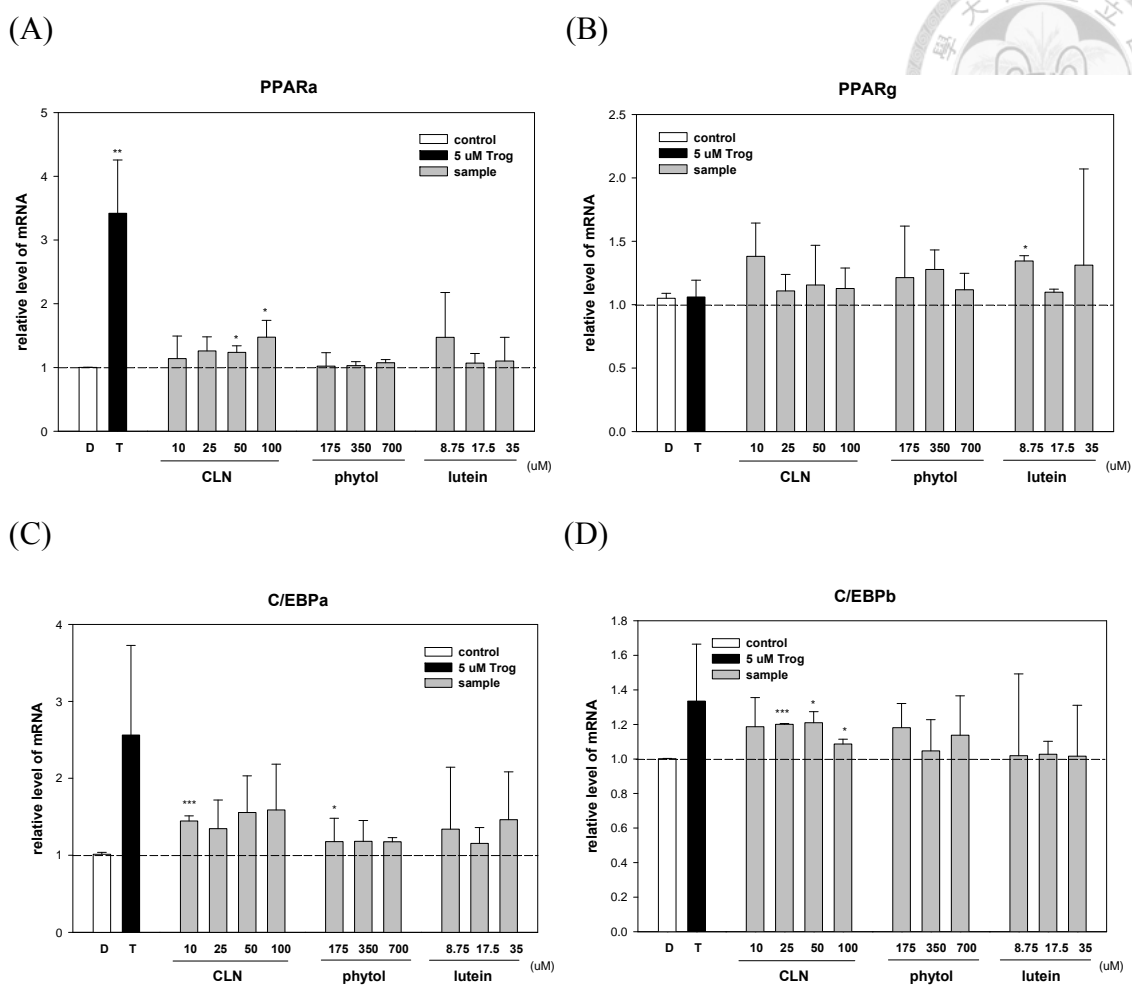 (A)
PPARa
relative level of mRNA
5
4
3
2
1
0
control
5 uM Trog
sample
**
*
*
D T 10 25 50 100 175 350 700 8.75 17.5 35
(uM)
CLN phytol lutein
(B)
PPARg
relative level of mRNA
2.5
2.0
1.5
1.0
0.5
0.0
control
5 uM Trog
sample
*
D T 10 25 50 100 175 350 700 8.75 17.5 35
(uM)
CLN phytol lutein
(C)
C/EBPa
relative level of mRNA
4
3
2
1
0
control
5 uM Trog
sample
***
*
D T 10 25 50 100 175 350 700 8.75 17.5 35
(uM)
CLN phytol lutein
(D)
C/EBPb
relative level of mRNA
1.8
1.6
1.4
1.2
1.0
0.8
0.6
0.4
0.2
0.0
control
5 uM Trog
sample
***
*
*
D T 10 25 50 100 175 350 700 8.75 17.5 35
(uM)
CLN phytol lutein
學 大 立